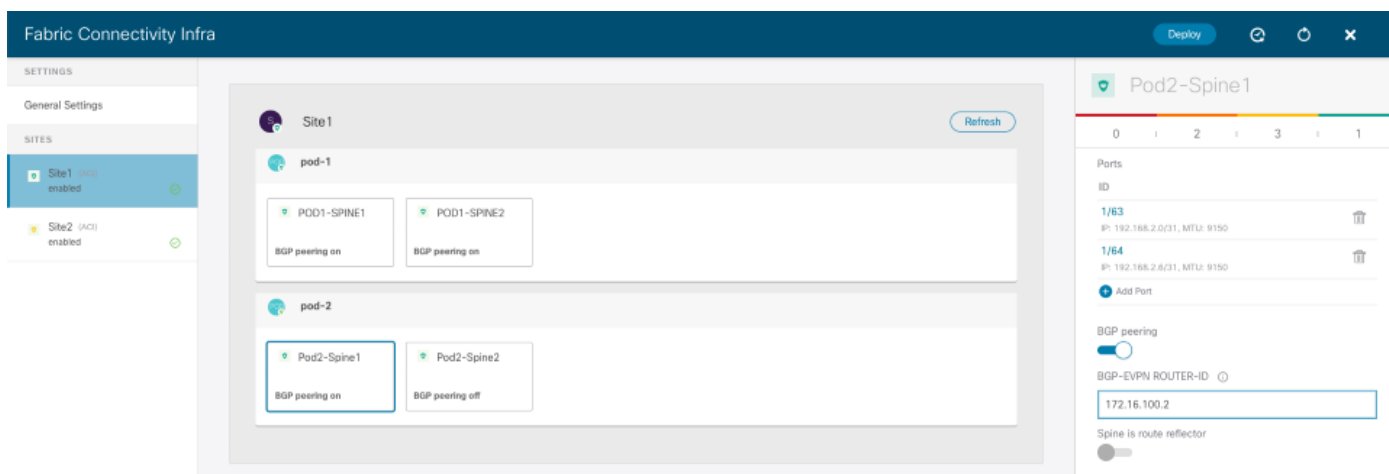 Fabric Connectivity Infra
Deploy
SETTINGS
General Settings
SITES
Site1 (ACI)
enabled
Site2 (ACI)
enabled
S
Site1
Refresh
pod-1
POD1-SPINE1
BGP peering on
POD1-SPINE2
BGP peering on
pod-2
Pod2-Spine1
BGP peering on
Pod2-Spine2
BGP peering off
Pod2-Spine1
0 2 3 1
Ports
ID
1/63
IP: 192.168.2.0/31, MTU: 9150
1/64
IP: 192.168.2.6/31, MTU: 9150
Add Port
BGP peering
BGP-EVPN ROUTER-ID
172.16.100.2
Spine is route reflector